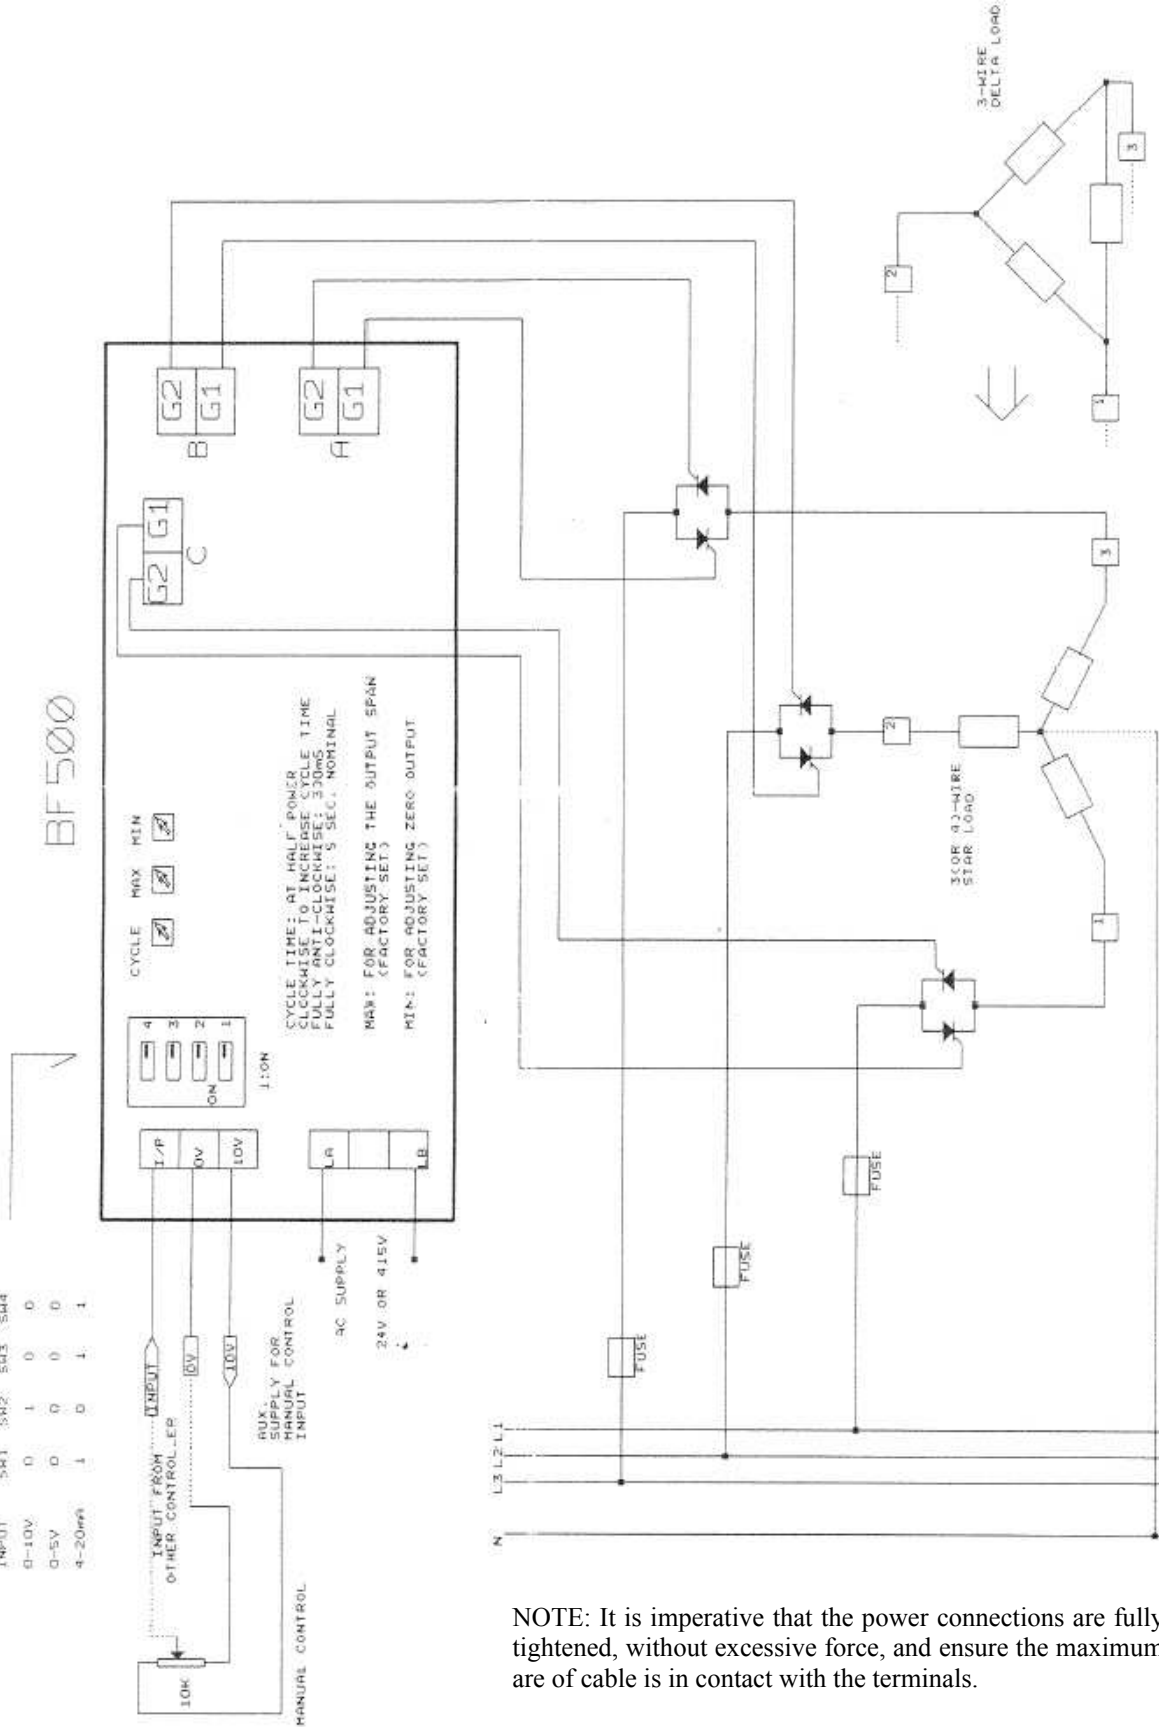 INPUT SW1 SW2 SW3 SW4
0-10V 0 1 0 0
0-5V 0 0 0 0
4-20mA 1 0 1 1
BF500
CYCLE MAX MIN
4
3
2
1
ON
1:ON
I/P
0V
10V
LA
LB
CYCLE TIME: AT HALF POWER
CLOCKWISE TO INCREASE CYCLE TIME
FULLY ANTI-CLOCKWISE: 330mS
FULLY CLOCKWISE: 5 SEC. NOMINAL
MAX: FOR ADJUSTING THE OUTPUT SPAN
(FACTORY SET)
MIN: FOR ADJUSTING ZERO OUTPUT
(FACTORY SET)
G2 G1
C
G2
G1
B
G2
G1
A
INPUT
0V
10V
INPUT FROM
OTHER CONTROLLER
10K
MANUAL CONTROL
AUX.
SUPPLY FOR
MANUAL CONTROL
INPUT
AC SUPPLY
24V OR 415V
FUSE
FUSE
FUSE
L1
L2
L3
N
1
2
3
3(OR 4)-WIRE
STAR LOAD
1
2
3
3-WIRE
DELTA LOAD
NOTE: It is imperative that the power connections are fully
tightened, without excessive force, and ensure the maximum
are of cable is in contact with the terminals.